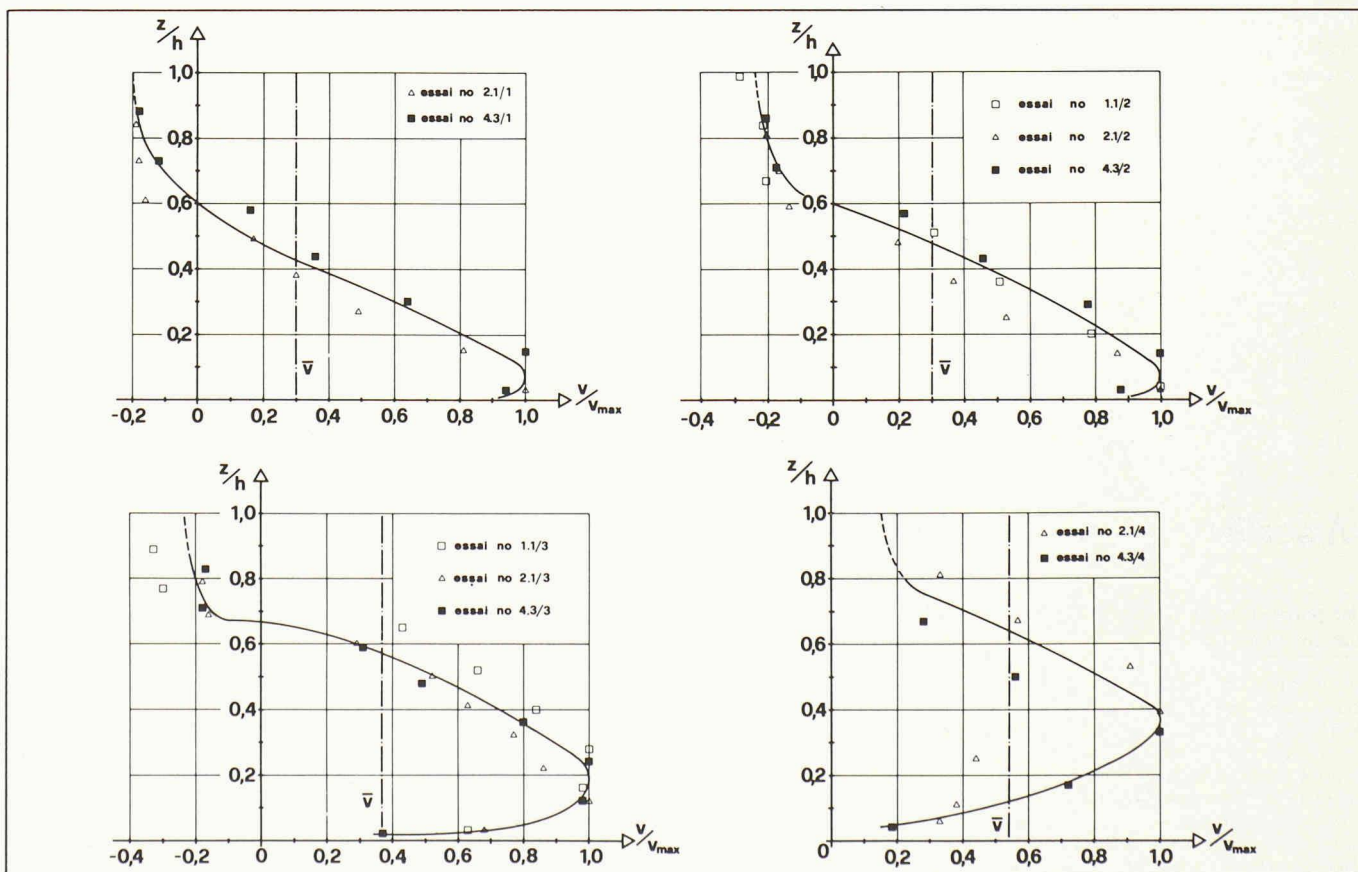 z/h
1,0
0,8
0,6
0,4
0,2
△ essai no 2.1/1
■ essai no 4.3/1
v̄
v/vmax
-0,2 0 0,2 0,4 0,6 0,8 1,0
z/h
1,0
0,8
0,6
0,4
0,2
□ essai no 1.1/2
△ essai no 2.1/2
■ essai no 4.3/2
v̄
v/vmax
-0,4 -0,2 0 0,2 0,4 0,6 0,8 1,0
z/h
1,0
0,8
0,6
0,4
0,2
□ essai no 1.1/3
△ essai no 2.1/3
■ essai no 4.3/3
v̄
v/vmax
-0,4 -0,2 0 0,2 0,4 0,6 0,8 1,0
z/h
1,0
0,8
0,6
0,4
0,2
△ essai no 2.1/4
■ essai no 4.3/4
v̄
v/vmax
0 0,2 0,4 0,6 0,8 1,0